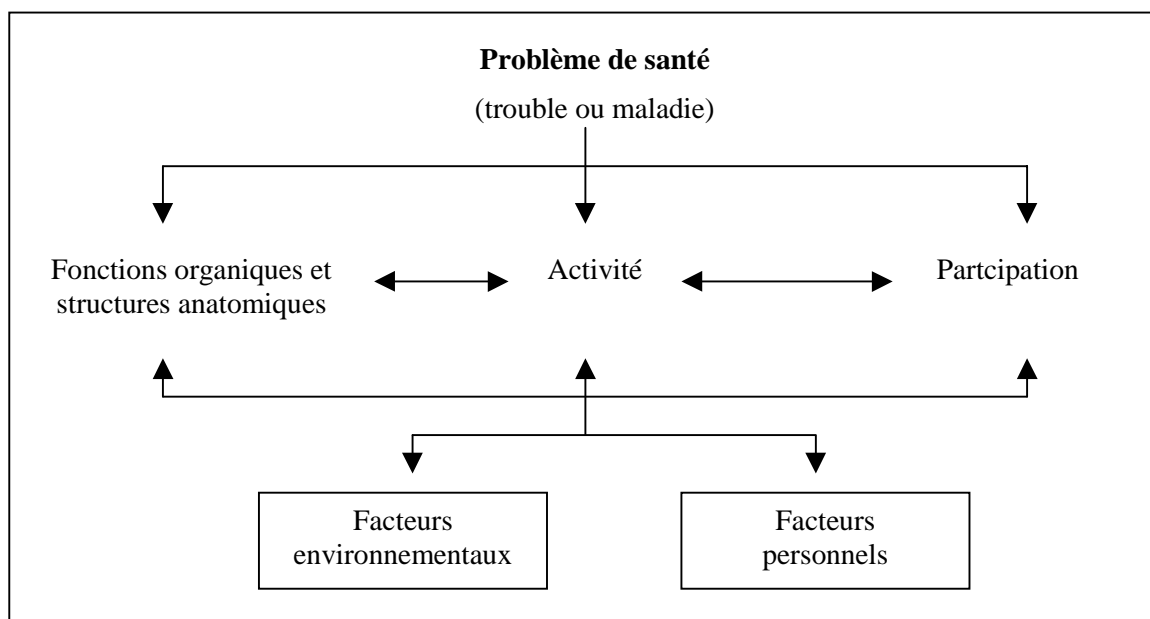 Problème de santé
(trouble ou maladie)
Fonctions organiques et
structures anatomiques
Activité
Partcipation
Facteurs
environnementaux
Facteurs
personnels